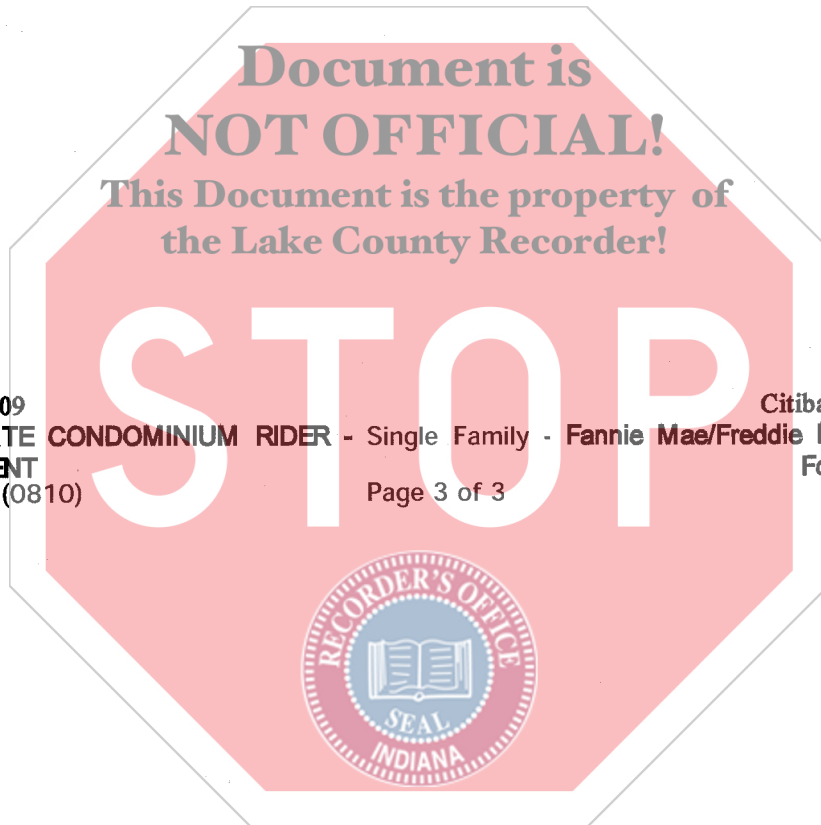 Document is
NOT OFFICIAL!
This Document is the property of
the Lake County Recorder!
STOP
09 Citiba
TE CONDOMINIUM RIDER - Single Family - Fannie Mae/Freddie
ENT Fo
(0810) Page 3 of 3
RECORDER'S OFFICE
SEAL
INDIANA